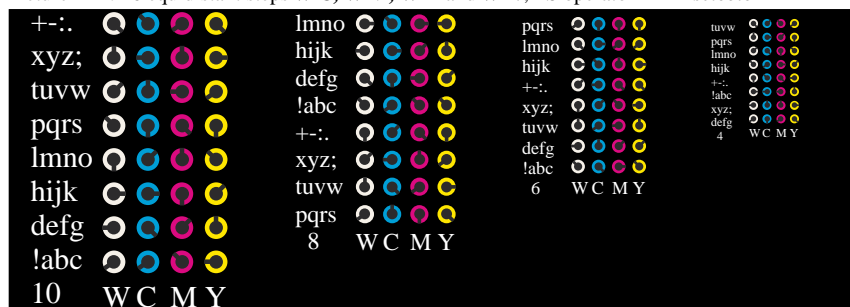 +-:.
xyz;
tuvw
pqrs
lmno
hijk
defg
!abc
10 W C M Y
lmno
hijk
defg
!abc
+-:.
xyz;
tuvw
pqrs
8 W C M Y
pqrs
lmno
hijk
+-:.
xyz;
tuvw
defg
!abc
6 W C M Y
tuvw
pqrs
lmno
hijk
+-:.
!abc
xyz;
defg
4 W C M Y